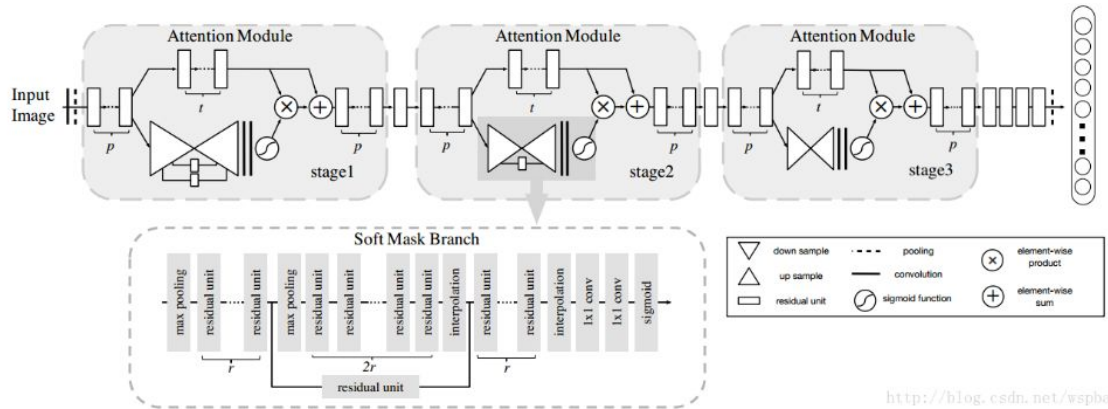 Attention Module
Attention Module
Attention Module
Input
Image
t
t
t
p
p
p
p
p
p
stage1
stage2
stage3
Soft Mask Branch
max pooling
residual unit
residual unit
max pooling
residual unit
residual unit
residual unit
residual unit
interpolation
residual unit
residual unit
interpolation
1x1 conv
1x1 conv
sigmoid
r
2r
r
residual unit
down sample
pooling
element-wise
product
up sample
convolution
residual unit
sigmoid function
element-wise
sum
http://blog.csdn.net/wspba